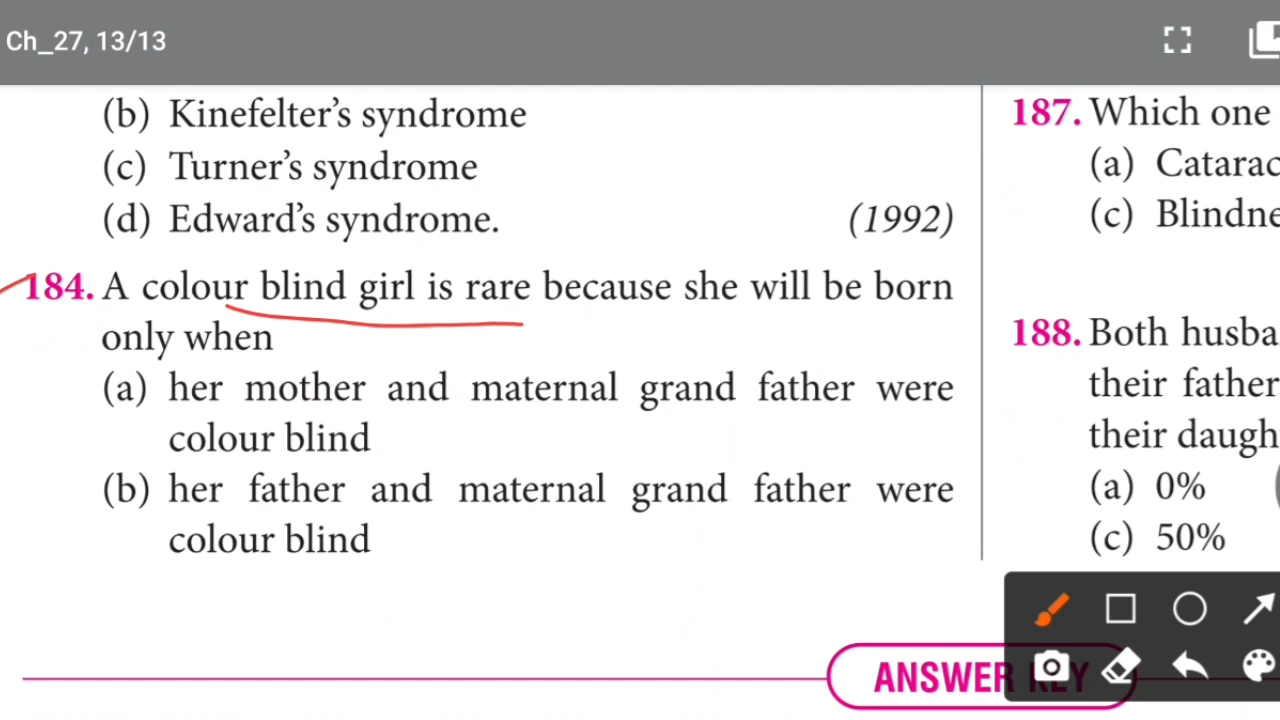 Ch_27, 13/13
(b) Kinefelter's syndrome
(c) Turner's syndrome
(d) Edward's syndrome. (1992)
184. A colour blind girl is rare because she will be born
only when
(a) her mother and maternal grand father were
colour blind
(b) her father and maternal grand father were
colour blind
187. Which one
(a) Catarac
(c) Blindne
188. Both husba
their father
their daugh
(a) 0%
(c) 50%
ANSWER KEY